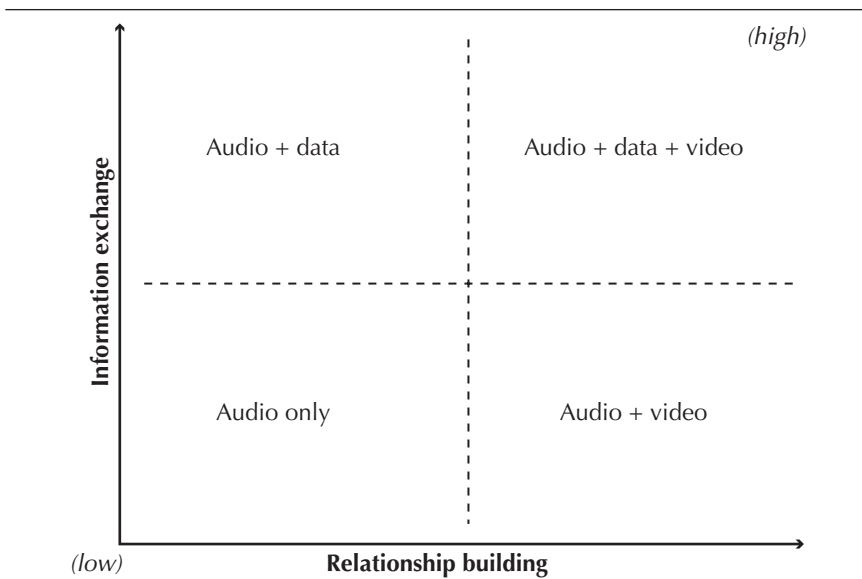 (high)
Audio + data
Audio + data + video
Information exchange
Audio only
Audio + video
(low)
Relationship building